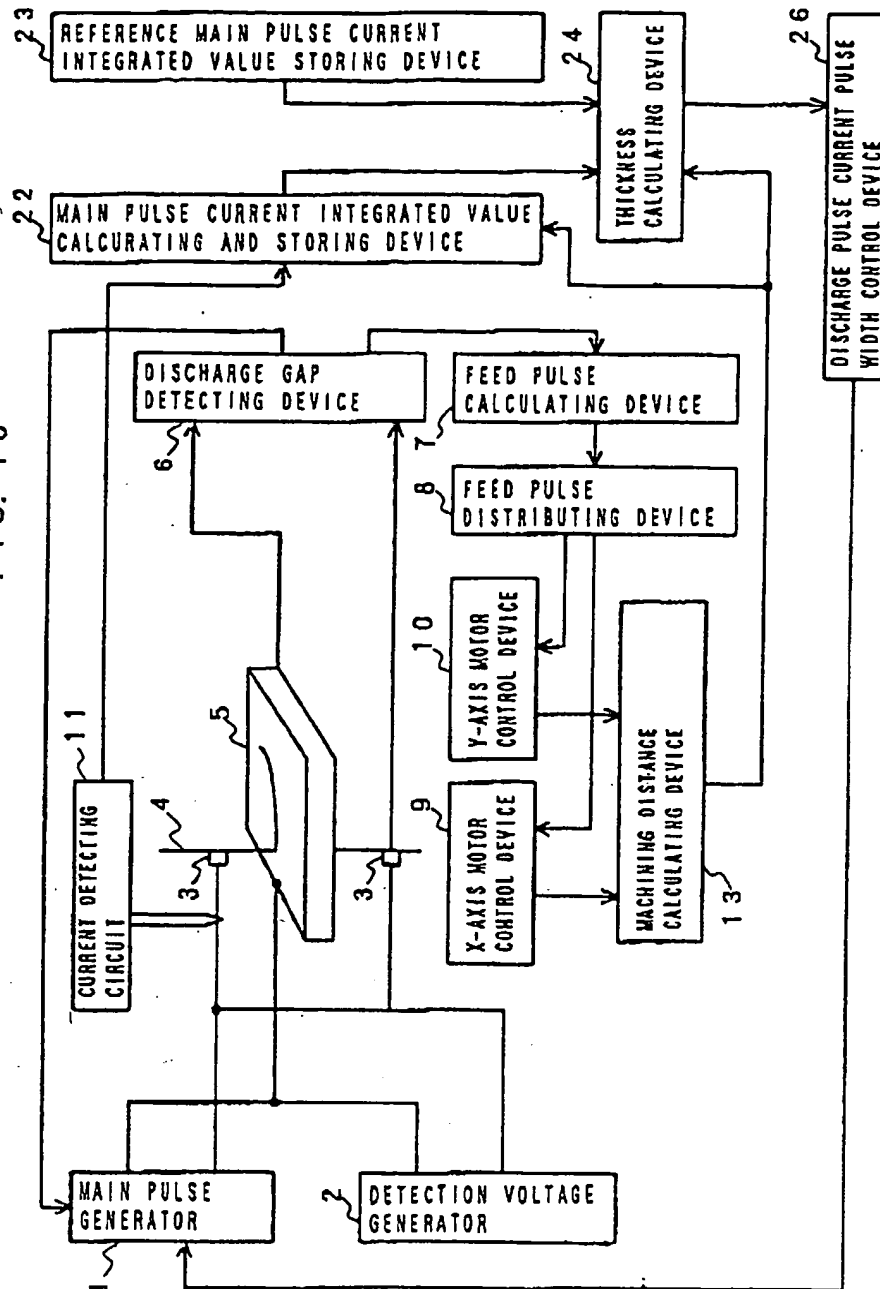 FIG. 10
23
REFERENCE MAIN PULSE CURRENT
INTEGRATED VALUE STORING DEVICE
22
MAIN PULSE CURRENT INTEGRATED VALUE
CALCURATING AND STORING DEVICE
24
THICKNESS
CALCULATING DEVICE
26
DISCHARGE PULSE CURRENT PULSE
WIDTH CONTROL DEVICE
DISCHARGE GAP
DETECTING DEVICE
6
FEED PULSE
CALCULATING DEVICE
7
FEED PULSE
DISTRIBUTING DEVICE
8
11
CURRENT DETECTING
CIRCUIT
4
3
5
3
10
Y-AXIS MOTOR
CONTROL DEVICE
9
X-AXIS MOTOR
CONTROL DEVICE
MACHINING DISTANCE
CALCULATING DEVICE
13
MAIN PULSE
GENERATOR
1
2
DETECTION VOLTAGE
GENERATOR